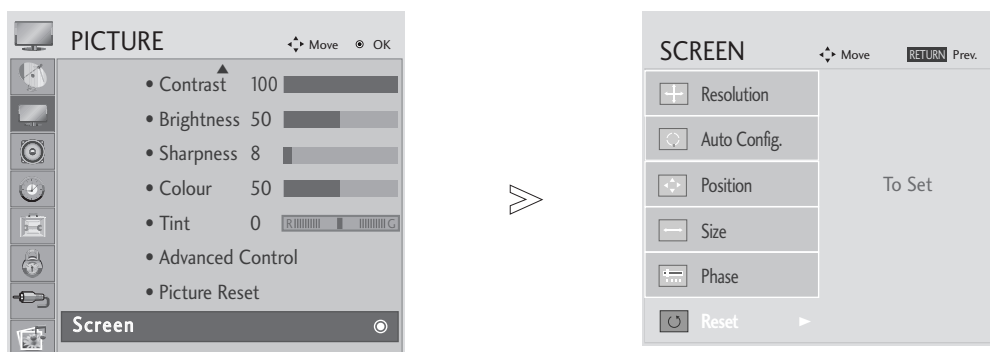 PICTURE
Move OK
• Contrast 100
• Brightness 50
• Sharpness 8
• Colour 50
• Tint 0 R G
• Advanced Control
• Picture Reset
Screen
SCREEN
Move RETURN Prev.
Resolution
Auto Config.
Position
Size
Phase
Reset
To Set